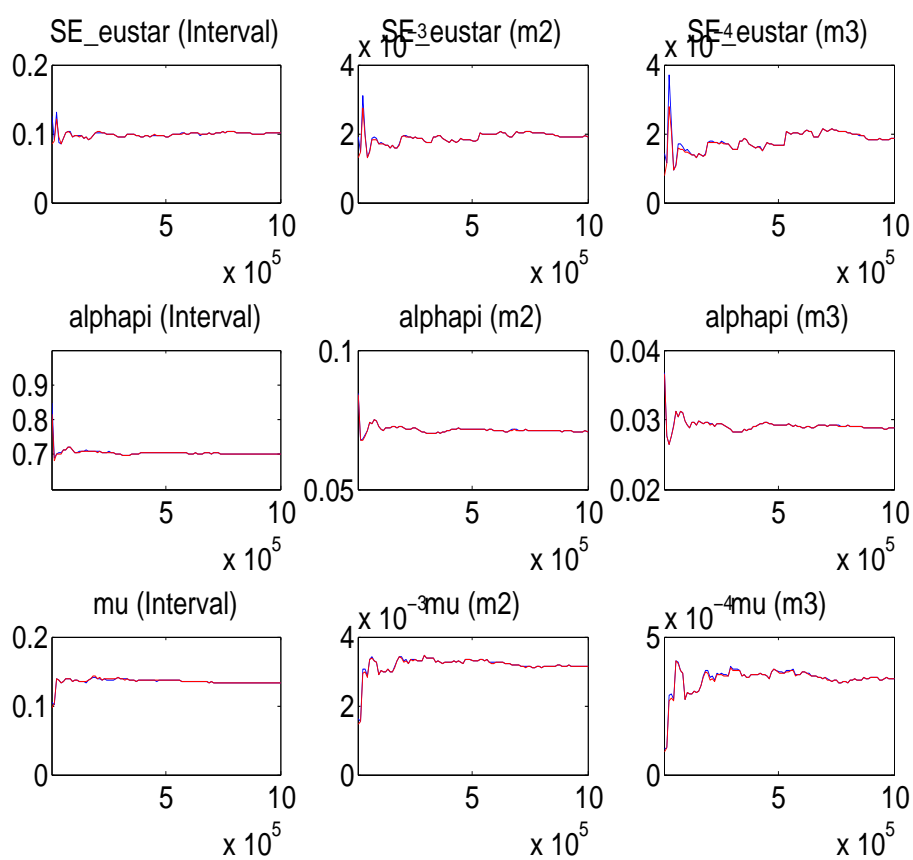 SE_eustar (Interval)
0.2
0.1
0
5
10
x 10^5
SE_eustar (m2)
x 10^−3
4
2
0
5
10
x 10^5
SE_eustar (m3)
x 10^−4
4
2
0
5
10
x 10^5
alphapi (Interval)
0.9
0.8
0.7
5
10
x 10^5
alphapi (m2)
0.1
0.05
5
10
x 10^5
alphapi (m3)
0.04
0.03
0.02
5
10
x 10^5
mu (Interval)
0.2
0.1
0
5
10
x 10^5
mu (m2)
x 10^−3
4
2
0
5
10
x 10^5
mu (m3)
x 10^−4
5
0
5
10
x 10^5